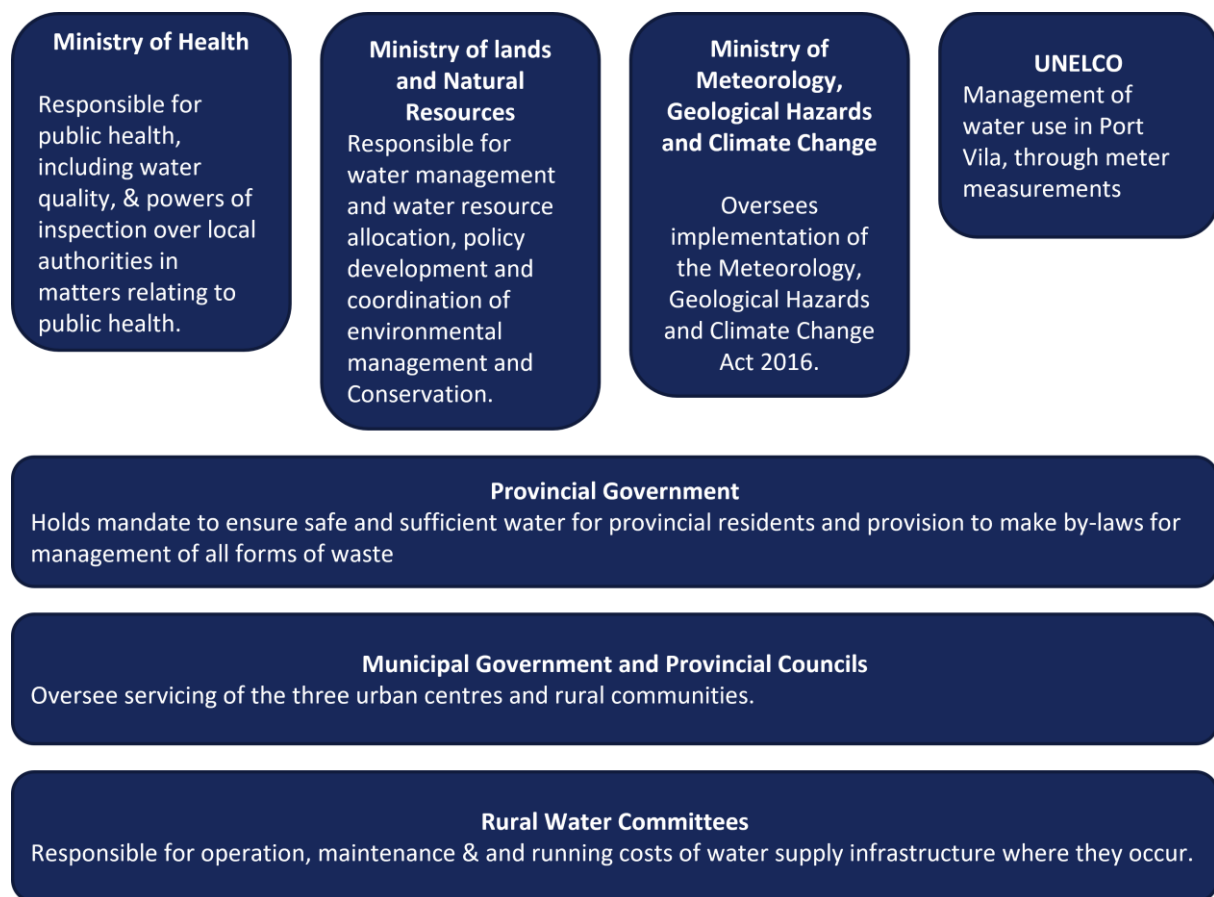 Ministry of Health
Responsible for
public health,
including water
quality, & powers of
inspection over local
authorities in
matters relating to
public health.
Ministry of lands
and Natural
Resources
Responsible for
water management
and water resource
allocation, policy
development and
coordination of
environmental
management and
Conservation.
Ministry of
Meteorology,
Geological Hazards
and Climate Change
Oversees
implementation of
the Meteorology,
Geological Hazards
and Climate Change
Act 2016.
UNELCO
Management of
water use in Port
Vila, through meter
measurements
Provincial Government
Holds mandate to ensure safe and sufficient water for provincial residents and provision to make by-laws for
management of all forms of waste
Municipal Government and Provincial Councils
Oversee servicing of the three urban centres and rural communities.
Rural Water Committees
Responsible for operation, maintenance & and running costs of water supply infrastructure where they occur.